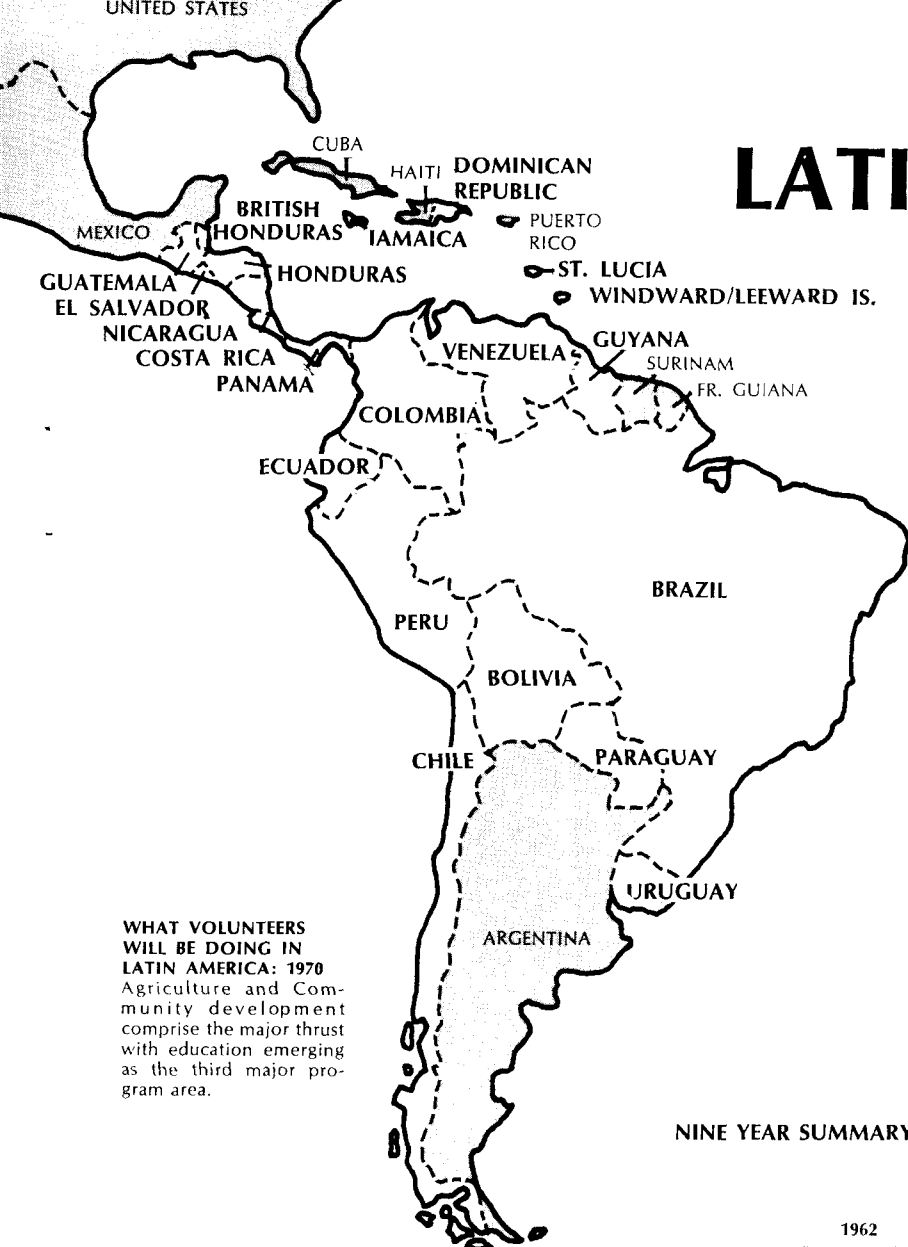 UNITED STATES
LATI
CUBA
HAITI
DOMINICAN
REPUBLIC
MEXICO
BRITISH
HONDURAS
JAMAICA
PUERTO
RICO
ST. LUCIA
WINDWARD/LEEWARD IS.
HONDURAS
GUATEMALA
EL SALVADOR
NICARAGUA
COSTA RICA
PANAMA
VENEZUELA
GUYANA
SURINAM
FR. GUIANA
COLOMBIA
ECUADOR
BRAZIL
PERU
BOLIVIA
CHILE
PARAGUAY
URUGUAY
ARGENTINA
WHAT VOLUNTEERS
WILL BE DOING IN
LATIN AMERICA: 1970
Agriculture and Com-
munity development
comprise the major thrust
with education emerging
as the third major pro-
gram area.
NINE YEAR SUMMARY
1962